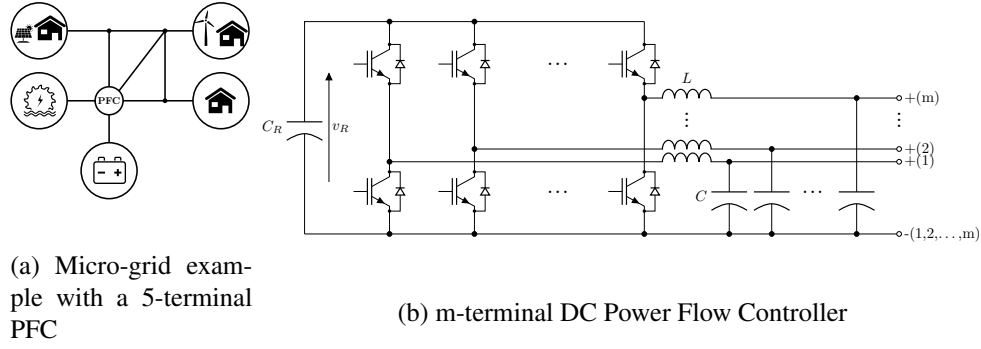 PFC
C_R
v_R
L
C
...
...
...
⋮
⋮
+(m)
+(2)
+(1)
-(1,2,...,m)
(a) Micro-grid exam-
ple with a 5-terminal
PFC
(b) m-terminal DC Power Flow Controller